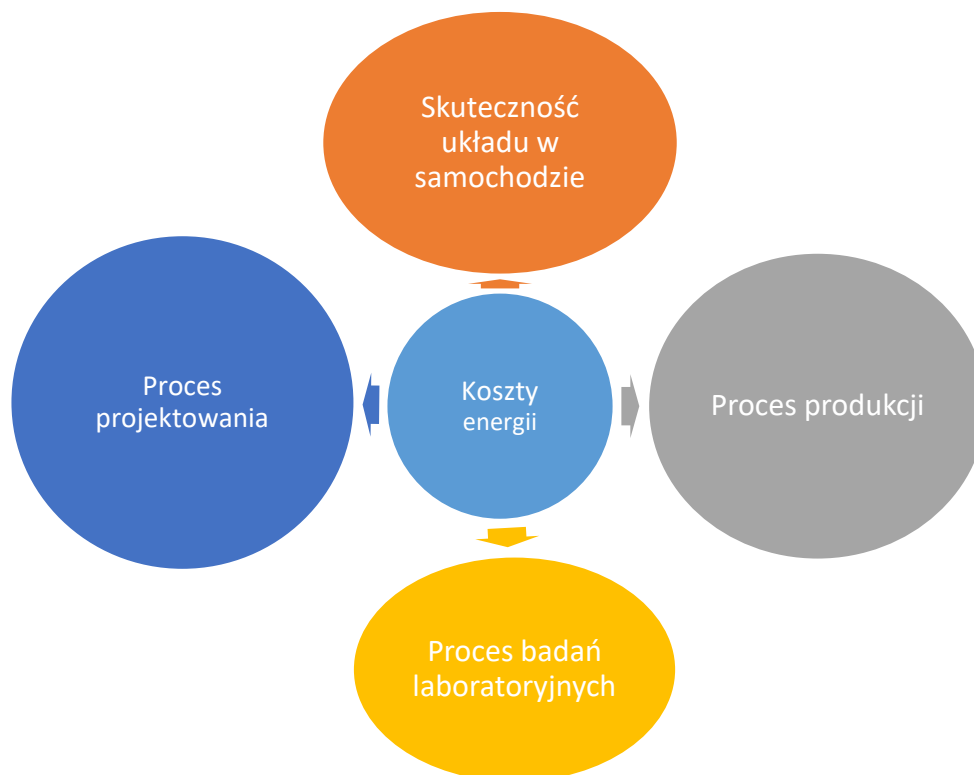 Skuteczność
układu w
samochodzie
Proces
projektowania
Koszty
energii
Proces produkcji
Proces badań
laboratoryjnych